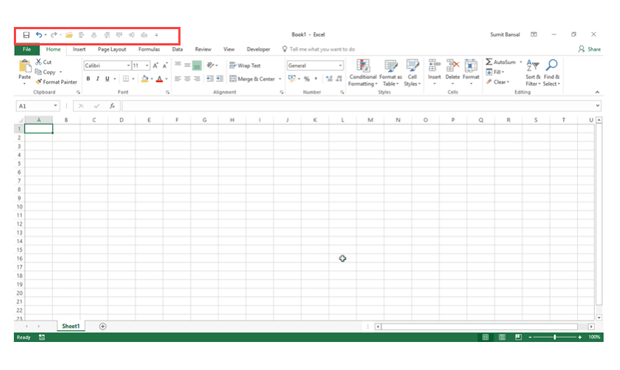 Book1 - Excel
Sumit Bansal
File Home Insert Page Layout Formulas Data Review View Developer Tell me what you want to do Share
Cut
Copy
Format Painter
Paste
Clipboard
Calibri 11
B I U
Font
Wrap Text
Merge & Center
Alignment
General
Number
Conditional Formatting
Format as Table
Cell Styles
Styles
Insert Delete Format
Cells
AutoSum
Fill
Clear
Sort & Filter
Find & Select
Editing
A1
fx
A B C D E F G H I J K L M N O P Q R S T U
1
2
3
4
5
6
7
8
9
10
11
12
13
14
15
16
17
18
19
20
21
22
23
Sheet1
Ready
100%